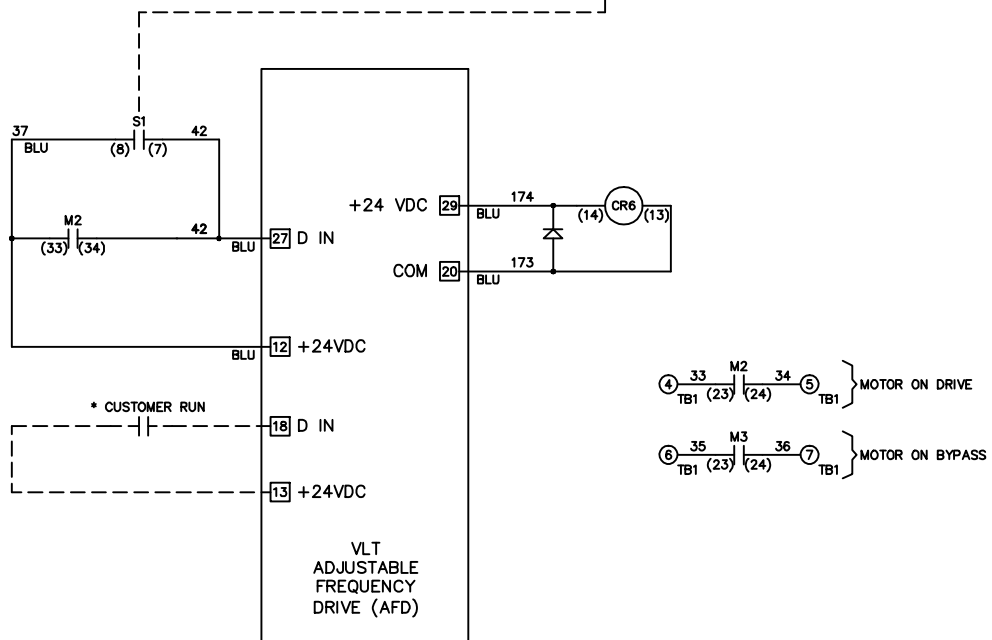 S1
37
42
BLU
(8)
(7)
174
+24 VDC
29
CR6
BLU
(14)
(13)
M2
42
(33)
(34)
BLU
27
D IN
173
COM
20
BLU
12
+24VDC
BLU
M2
33
34
4
5
MOTOR ON DRIVE
TB1
(23)
(24)
TB1
* CUSTOMER RUN
18
D IN
M3
35
36
6
7
MOTOR ON BYPASS
TB1
(23)
(24)
TB1
13
+24VDC
VLT
ADJUSTABLE
FREQUENCY
DRIVE (AFD)